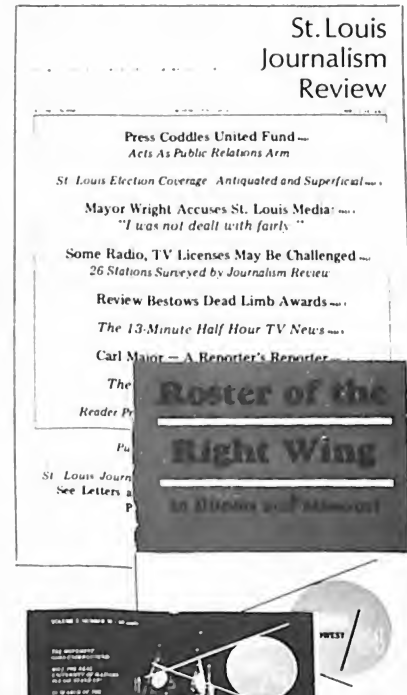 St. Louis
Journalism
Review
Press Coddles United Fund
Acts As Public Relations Arm
St Louis Election Coverage Antiquated and Superficial
Mayor Wright Accuses St. Louis Media:
"I was not dealt with fairly"
Some Radio, TV Licenses May Be Challenged
26 Stations Surveyed by Journalism Review
Review Bestows Dead Limb Awards
The 13-Minute Half Hour TV News
Carl Major — A Reporter's Reporter
The
Reader Pr
Pu
St Louis Journ
See Letters a
P
Roster of the
Right Wing
in Illinois and Missouri